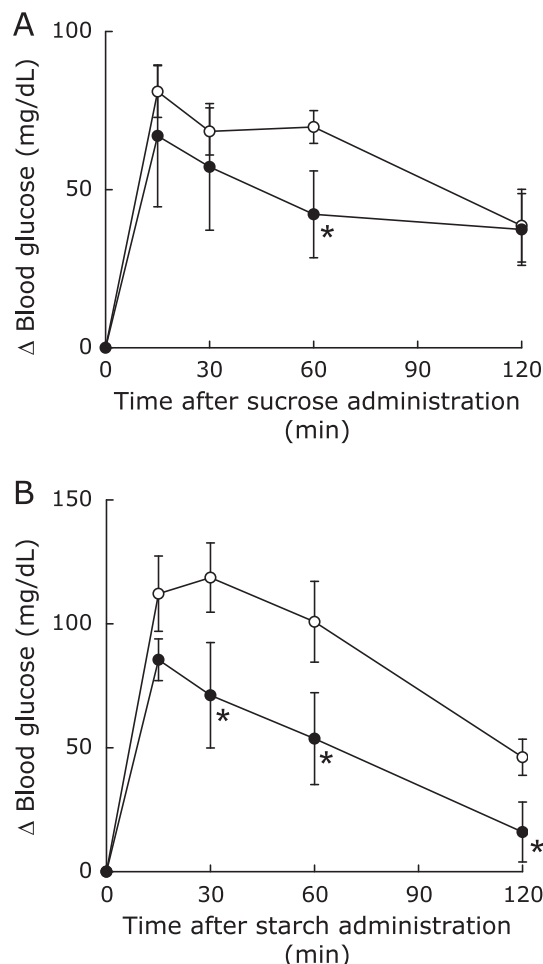 A
100
50
0
Δ Blood glucose (mg/dL)
*
0 30 60 90 120
Time after sucrose administration
(min)
B
150
100
50
0
Δ Blood glucose (mg/dL)
*
*
*
0 30 60 90 120
Time after starch administration
(min)